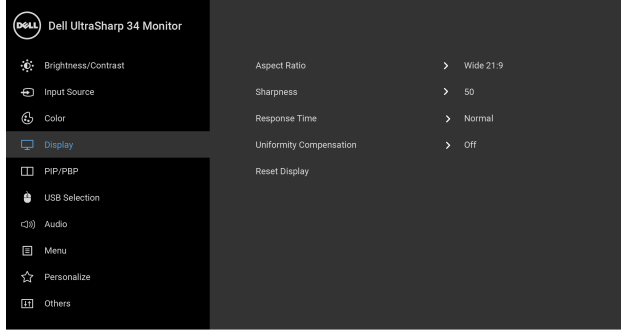 DELL Dell UltraSharp 34 Monitor
Brightness/Contrast
Input Source
Color
Display
PIP/PBP
USB Selection
Audio
Menu
Personalize
Others
Aspect Ratio > Wide 21:9
Sharpness > 50
Response Time > Normal
Uniformity Compensation > Off
Reset Display